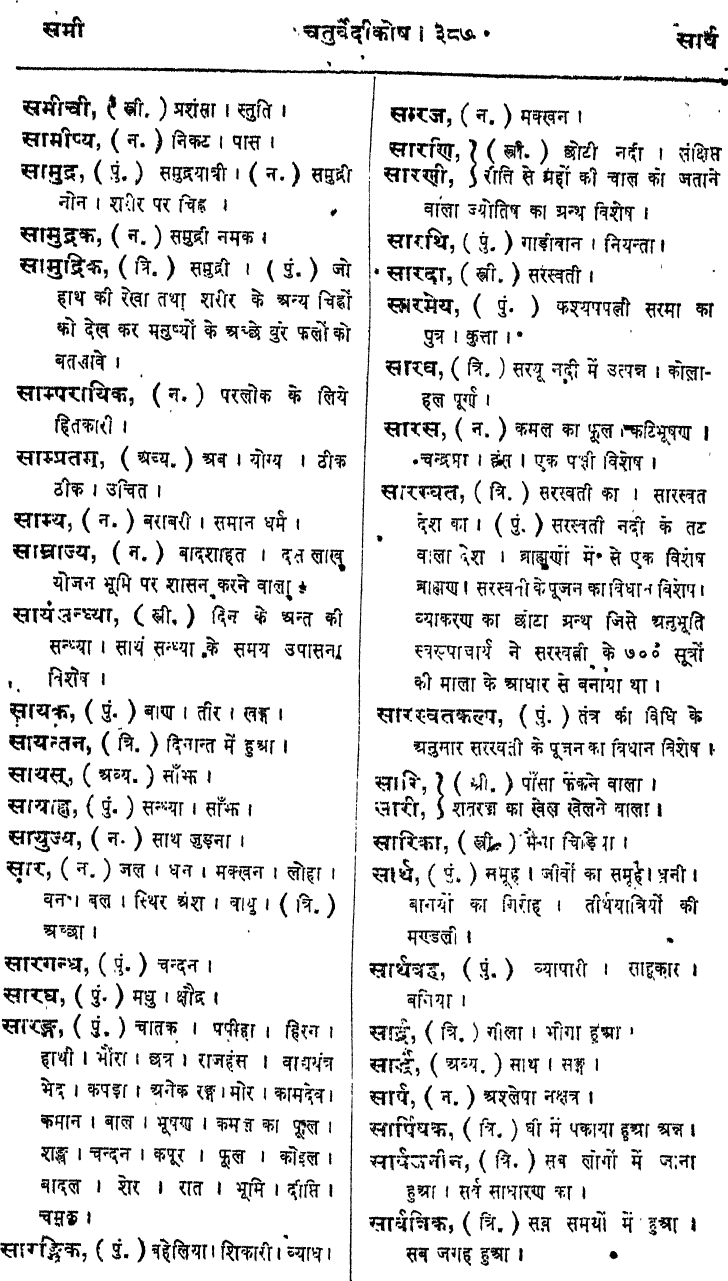 समी
चतुर्वेदीकोष । ३८७
सार्व
समीची, (स्त्री. ) प्रशंसा । स्तुति ।
सामीप्य, ( न. ) निकट । पास ।
सामुद्र, ( पुं. ) समुद्रयात्री । ( न. ) समुद्री
नोन । शरीर पर चिह्न ।
सामुद्रक, ( न. ) समुद्री नमक ।
सामुद्रिक, ( त्रि. ) समुद्री । ( पुं. ) जो
हाथ की रेखा तथा शरीर के अन्य चिह्नों
को देख कर मनुष्यों के अच्छे बुरे फलों को
बतलावे ।
साम्परायिक, ( न. ) परलोक के लिये
हितकारी ।
साम्प्रतम्, ( अव्य. ) अब । योग्य । ठीक
ठीक । उचित ।
साम्य, ( न. ) बराबरी । समान धर्म ।
साम्राज्य, ( न. ) बादशाहत । दस लाख
योजन भूमि पर शासन करने वाला ।
सायंसन्ध्या, ( स्त्री. ) दिन के अन्त की
सन्ध्या । सायं सन्ध्या के समय उपासना
विशेष ।
सायक, ( पुं. ) बाण । तीर । खङ्ग ।
सायन्तन, ( त्रि. ) दिनान्त में हुआ ।
सायम्, ( अव्य. ) साँझ ।
सायाह्न, ( पुं. ) सन्ध्या । साँझ ।
सायुज्य, ( न. ) साथ जुड़ना ।
सार, ( न. ) जल । धन । मक्खन । लोहा ।
वन । बल । स्थिर अंश । वायु । ( त्रि. )
अच्छा ।
सारगन्ध, ( पुं. ) चन्दन ।
सारघ, ( पुं. ) मधु । क्षौद्र ।
सारङ्ग, ( पुं. ) चातक । पपीहा । हिरन ।
हाथी । भौंरा । छत्र । राजहंस । वाद्ययंत्र
भेद । कपड़ा । अनेक रङ्ग । मोर । कामदेव ।
कमान । बाल । भूषण । कमल का फूल ।
शङ्ख । चन्दन । कपूर । फूल । कोइल ।
बादल । शेर । रात । भूमि । दीप्ति ।
चमक ।
सारङ्गिक, ( पुं. ) बहेलिया । शिकारी । व्याध ।
सारज, ( न. ) मक्खन ।
सारणि, } ( स्त्री. ) छोटी नदी । संक्षिप्त
सारणी, } रीति से ग्रहों की चाल को जताने
वाला ज्योतिष का ग्रन्थ विशेष ।
सारथि, ( पुं. ) गाड़ीवान । नियन्ता ।
सारदा, ( स्त्री. ) सरस्वती ।
सारमेय, ( पुं. ) कश्यपपत्नी सरमा का
पुत्र । कुत्ता ।
सारव, ( त्रि. ) सरयू नदी में उत्पन्न । कोला-
हल पूर्ण ।
सारस, ( न. ) कमल का फूल । कटिभूषण ।
चन्द्रमा । हंस । एक पक्षी विशेष ।
सारस्वत, ( त्रि. ) सरस्वती का । सारस्वत
देश का । ( पुं. ) सरस्वती नदी के तट
वाला देश । ब्राह्मणों में से एक विशेष
ब्राह्मण । सरस्वती के पूजन का विधान विशेष ।
व्याकरण का छोटा ग्रन्थ जिसे अनुभूति
स्वरूपाचार्य ने सरस्वती के ७०० सूत्रों
की माला के आधार से बनाया था ।
सारस्वतकल्प, ( पुं. ) तंत्र की विधि के
अनुसार सरस्वती के पूजन का विधान विशेष ।
सारि, } ( स्त्री. ) पाँसा फेंकने वाला ।
सारी, } शतरञ्ज का खेल खेलने वाला ।
सारिका, ( स्त्री. ) मैना चिड़िया ।
सार्थ, ( पुं. ) समूह । जीवों का समूह । धनी ।
बनियों का गिरोह । तीर्थयात्रियों की
मण्डली ।
सार्थवह, ( पुं. ) व्यापारी । साहूकार ।
बनिया ।
सार्द्र, ( त्रि. ) गीला । भीगा हुआ ।
सार्द्धं, ( अव्य. ) साथ । सङ्ग ।
सार्प, ( न. ) अश्लेषा नक्षत्र ।
सार्पिषक, ( त्रि. ) घी में पकाया हुआ अन्न ।
सार्वजनीन, ( त्रि. ) सब लोगों में जाना
हुआ । सर्व साधारण का ।
सार्वत्रिक, ( त्रि. ) सब समयों में हुआ ।
सब जगह हुआ ।